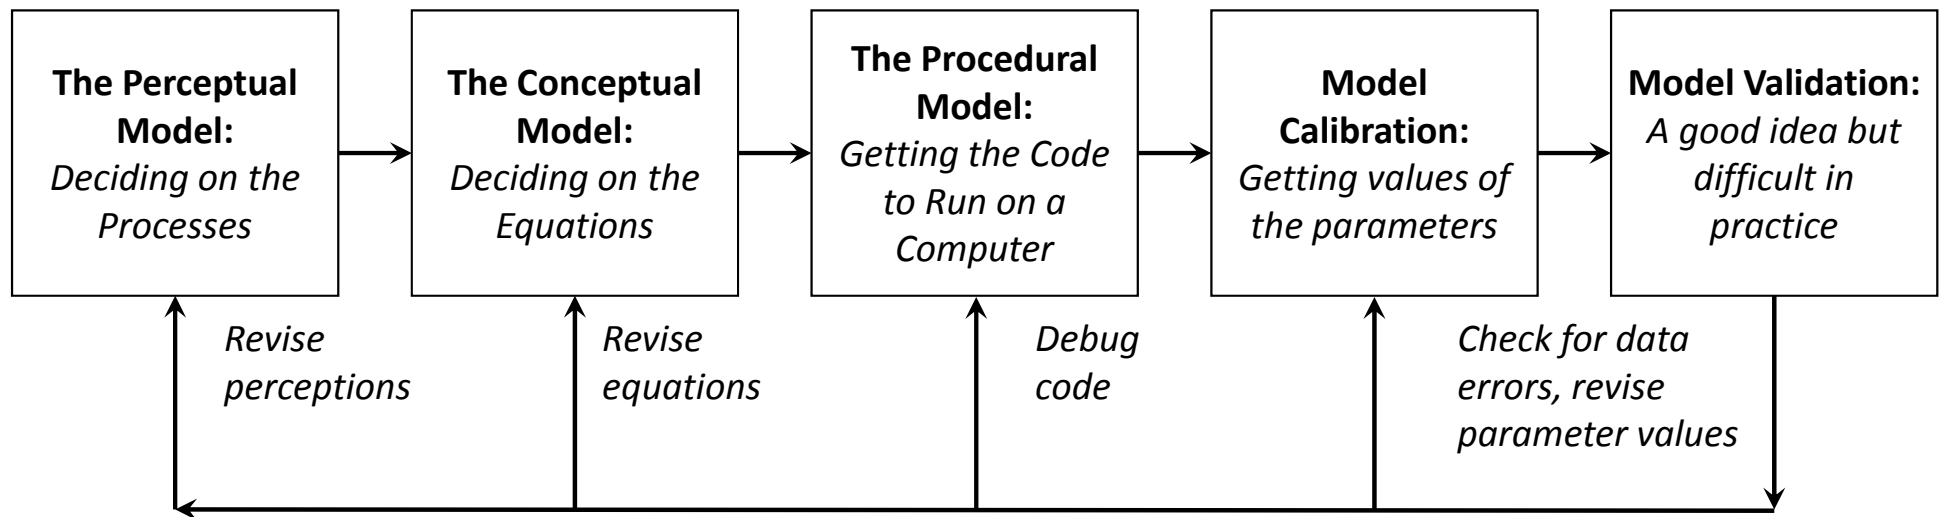 The Perceptual
Model:
Deciding on the
Processes
The Conceptual
Model:
Deciding on the
Equations
The Procedural
Model:
Getting the Code
to Run on a
Computer
Model
Calibration:
Getting values of
the parameters
Model Validation:
A good idea but
difficult in
practice
Revise
perceptions
Revise
equations
Debug
code
Check for data
errors, revise
parameter values